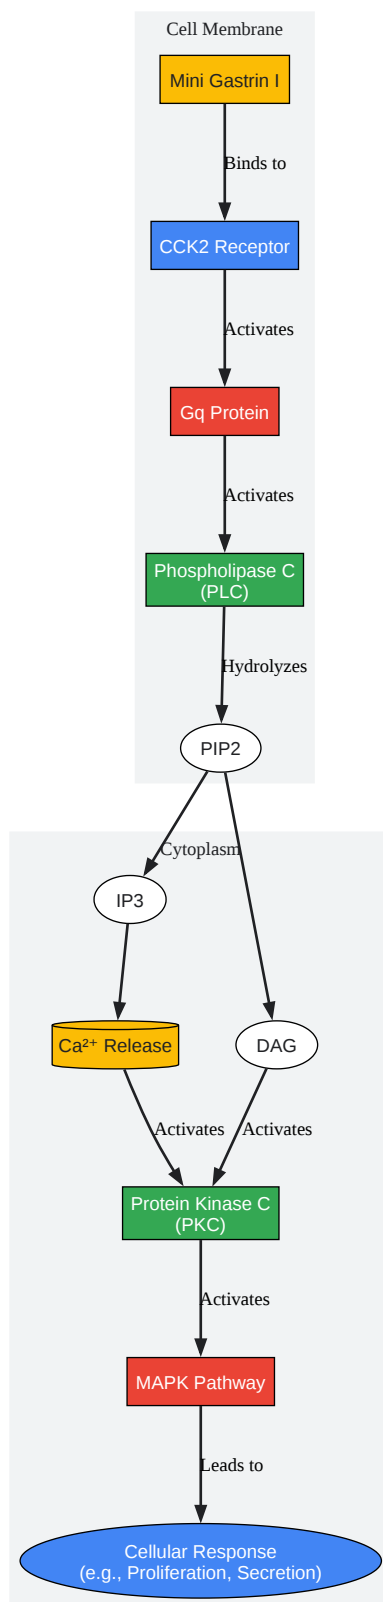 Cell Membrane
Mini Gastrin I
Binds to
CCK2 Receptor
Activates
Gq Protein
Activates
Phospholipase C
(PLC)
Hydrolyzes
PIP2
Cytoplasm
IP3
Ca²⁺ Release
DAG
Activates
Activates
Protein Kinase C
(PKC)
Activates
MAPK Pathway
Leads to
Cellular Response
(e.g., Proliferation, Secretion)